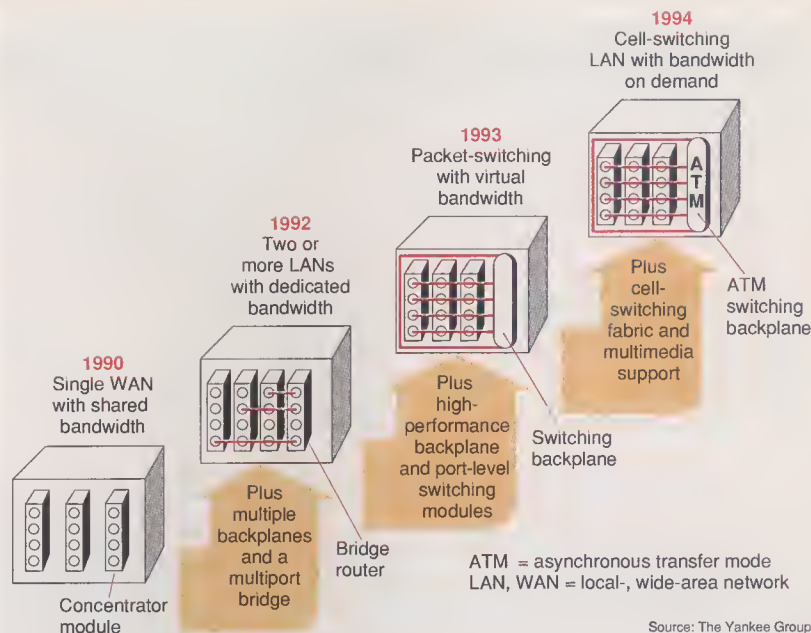 1990
Single WAN
with shared
bandwidth
Concentrator
module
1992
Two or
more LANs
with dedicated
bandwidth
Plus
multiple
backplanes
and a
multiport
bridge
Bridge
router
1993
Packet-switching
with virtual
bandwidth
Plus
high-
performance
backplane
and port-level
switching
modules
Switching
backplane
1994
Cell-switching
LAN with bandwidth
on demand
A
T
M
Plus
cell-
switching
fabric and
multimedia
support
ATM
switching
backplane
ATM = asynchronous transfer mode
LAN, WAN = local-, wide-area network
Source: The Yankee Group